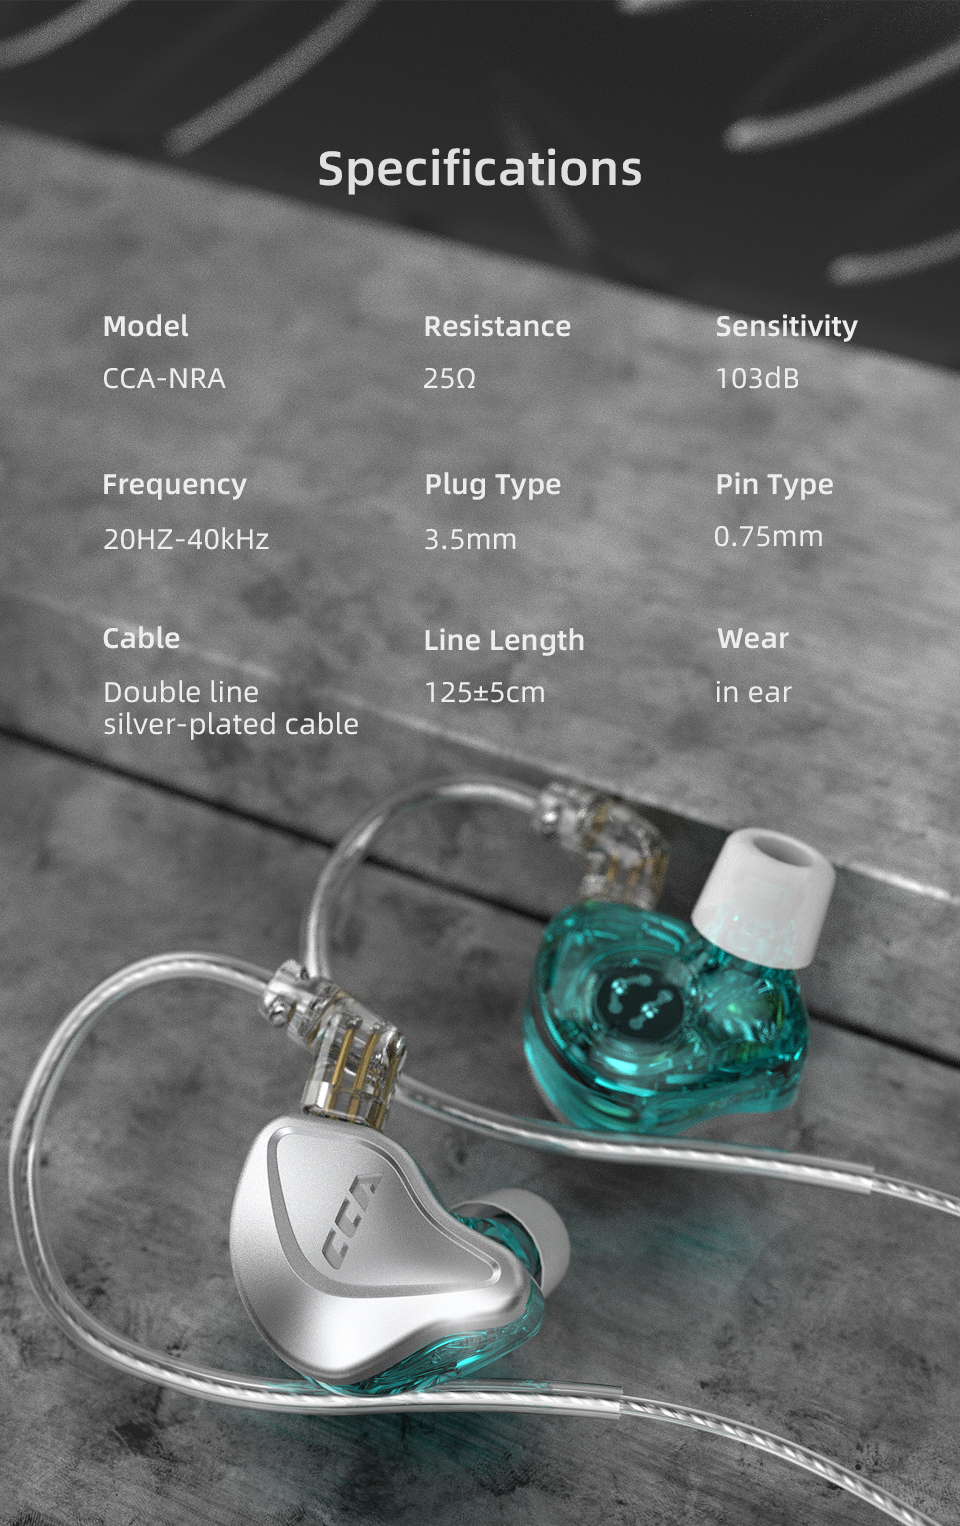 Specifications
Model
CCA-NRA
Resistance
25Ω
Sensitivity
103dB
Frequency
20HZ-40kHz
Plug Type
3.5mm
Pin Type
0.75mm
Cable
Double line
silver-plated cable
Line Length
125±5cm
Wear
in ear
CCA